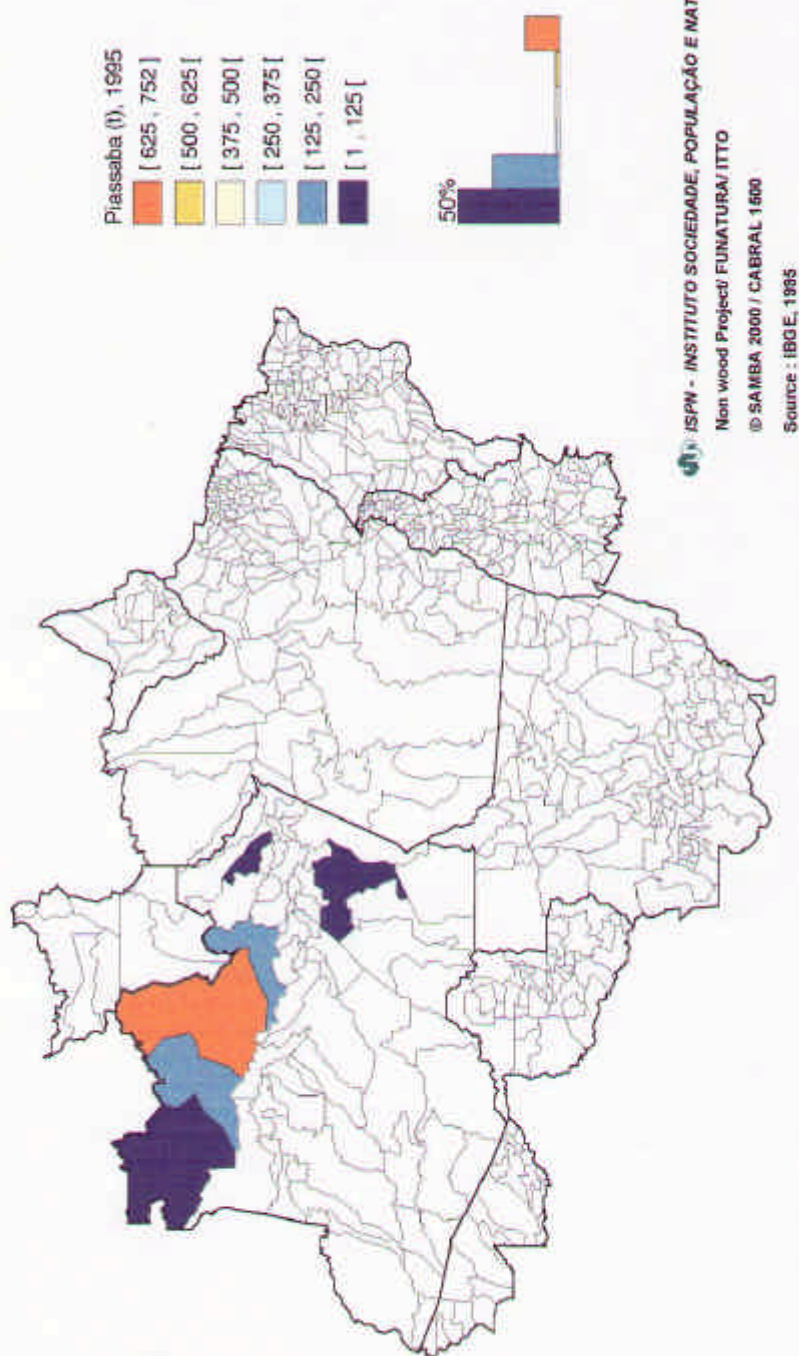 Piassaba (t), 1995
[ 625 , 752 ]
[ 500 , 625 [
[ 375 , 500 [
[ 250 , 375 [
[ 125 , 250 [
[ 1 , 125 [
50%
ISPN - INSTITUTO SOCIEDADE, POPULAÇÃO E NAT
Non wood Project/ FUNATURA/ ITTO
© SAMBA 2000 / CABRAL 1500
Source : IBGE, 1995